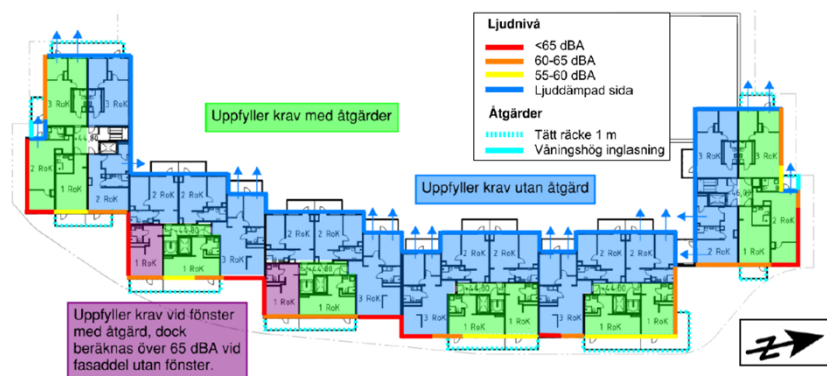 Ljudnivå
<65 dBA
60-65 dBA
55-60 dBA
Ljuddämpad sida
Åtgärder
Tätt räcke 1 m
Våningshög inglasning
Uppfyller krav med åtgärder
Uppfyller krav utan åtgärd
Uppfyller krav vid fönster
med åtgärd, dock
beräknas över 65 dBA vid
fasaddel utan fönster.
3 RoK
3 RoK
2 RoK
1 RoK
2 RoK
2 RoK
2 RoK
3 RoK
1 RoK
1 RoK
2 RoK
2 RoK
3 RoK
1 RoK
1 RoK
3 RoK
2 RoK
2 RoK
1 RoK
1 RoK
3 RoK
2 RoK
2 RoK
1 RoK
1 RoK
3 RoK
3 RoK
3 RoK
2 RoK
2 RoK
1 RoK
Z